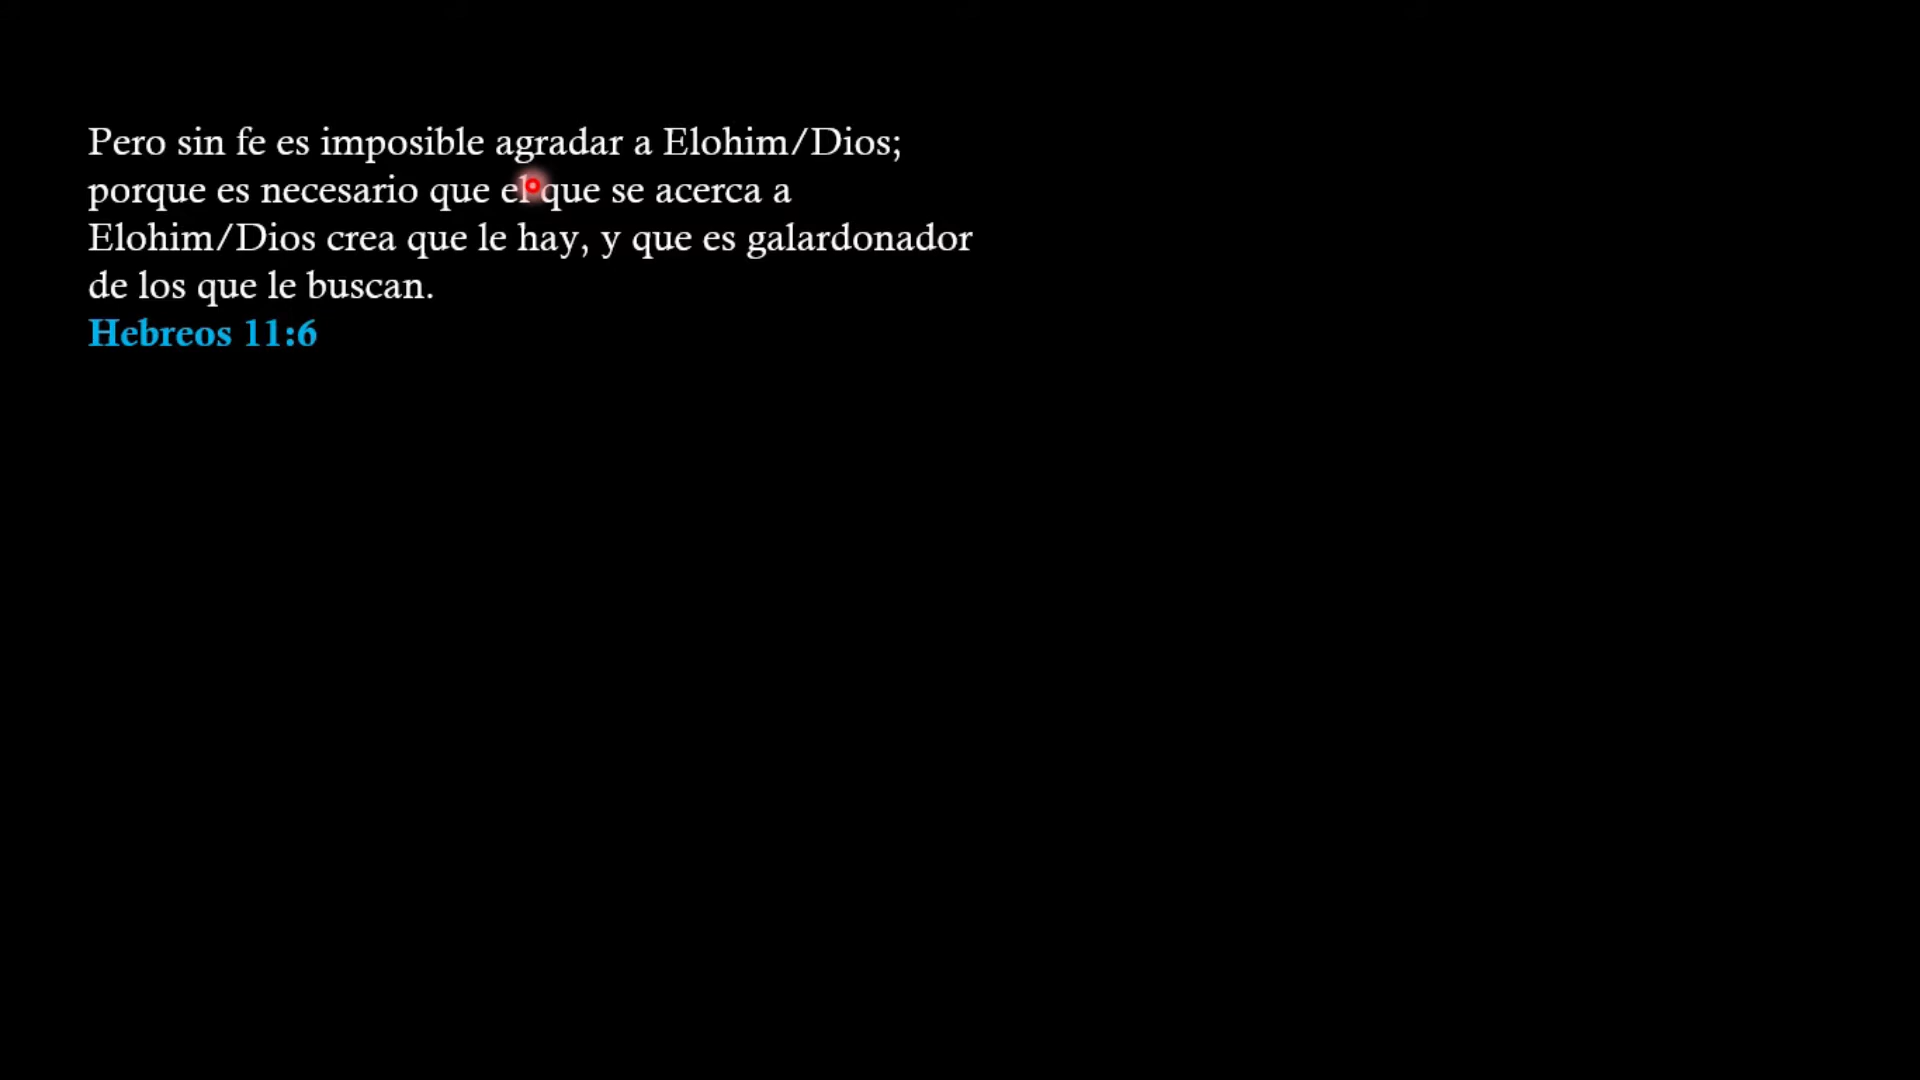 Pero sin fe es imposible agradar a Elohim/Dios;
porque es necesario que el que se acerca a
Elohim/Dios crea que le hay, y que es galardonador
de los que le buscan.
Hebreos 11:6